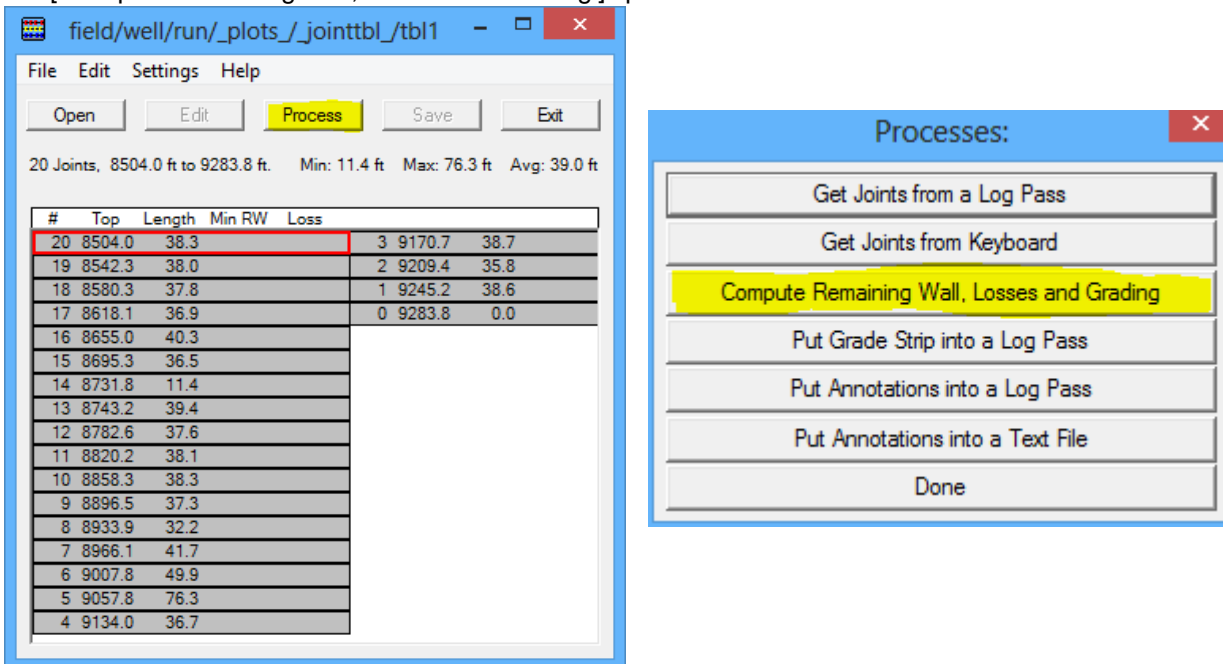 field/well/run/_plots_/_jointtbl_/tbl1
File Edit Settings Help
Open Edit Process Save Exit
20 Joints, 8504.0 ft to 9283.8 ft. Min: 11.4 ft Max: 76.3 ft Avg: 39.0 ft
# Top Length Min RW Loss
20 8504.0 38.3 3 9170.7 38.7
19 8542.3 38.0 2 9209.4 35.8
18 8580.3 37.8 1 9245.2 38.6
17 8618.1 36.9 0 9283.8 0.0
16 8655.0 40.3
15 8695.3 36.5
14 8731.8 11.4
13 8743.2 39.4
12 8782.6 37.6
11 8820.2 38.1
10 8858.3 38.3
9 8896.5 37.3
8 8933.9 32.2
7 8966.1 41.7
6 9007.8 49.9
5 9057.8 76.3
4 9134.0 36.7
Processes:
Get Joints from a Log Pass
Get Joints from Keyboard
Compute Remaining Wall, Losses and Grading
Put Grade Strip into a Log Pass
Put Annotations into a Log Pass
Put Annotations into a Text File
Done